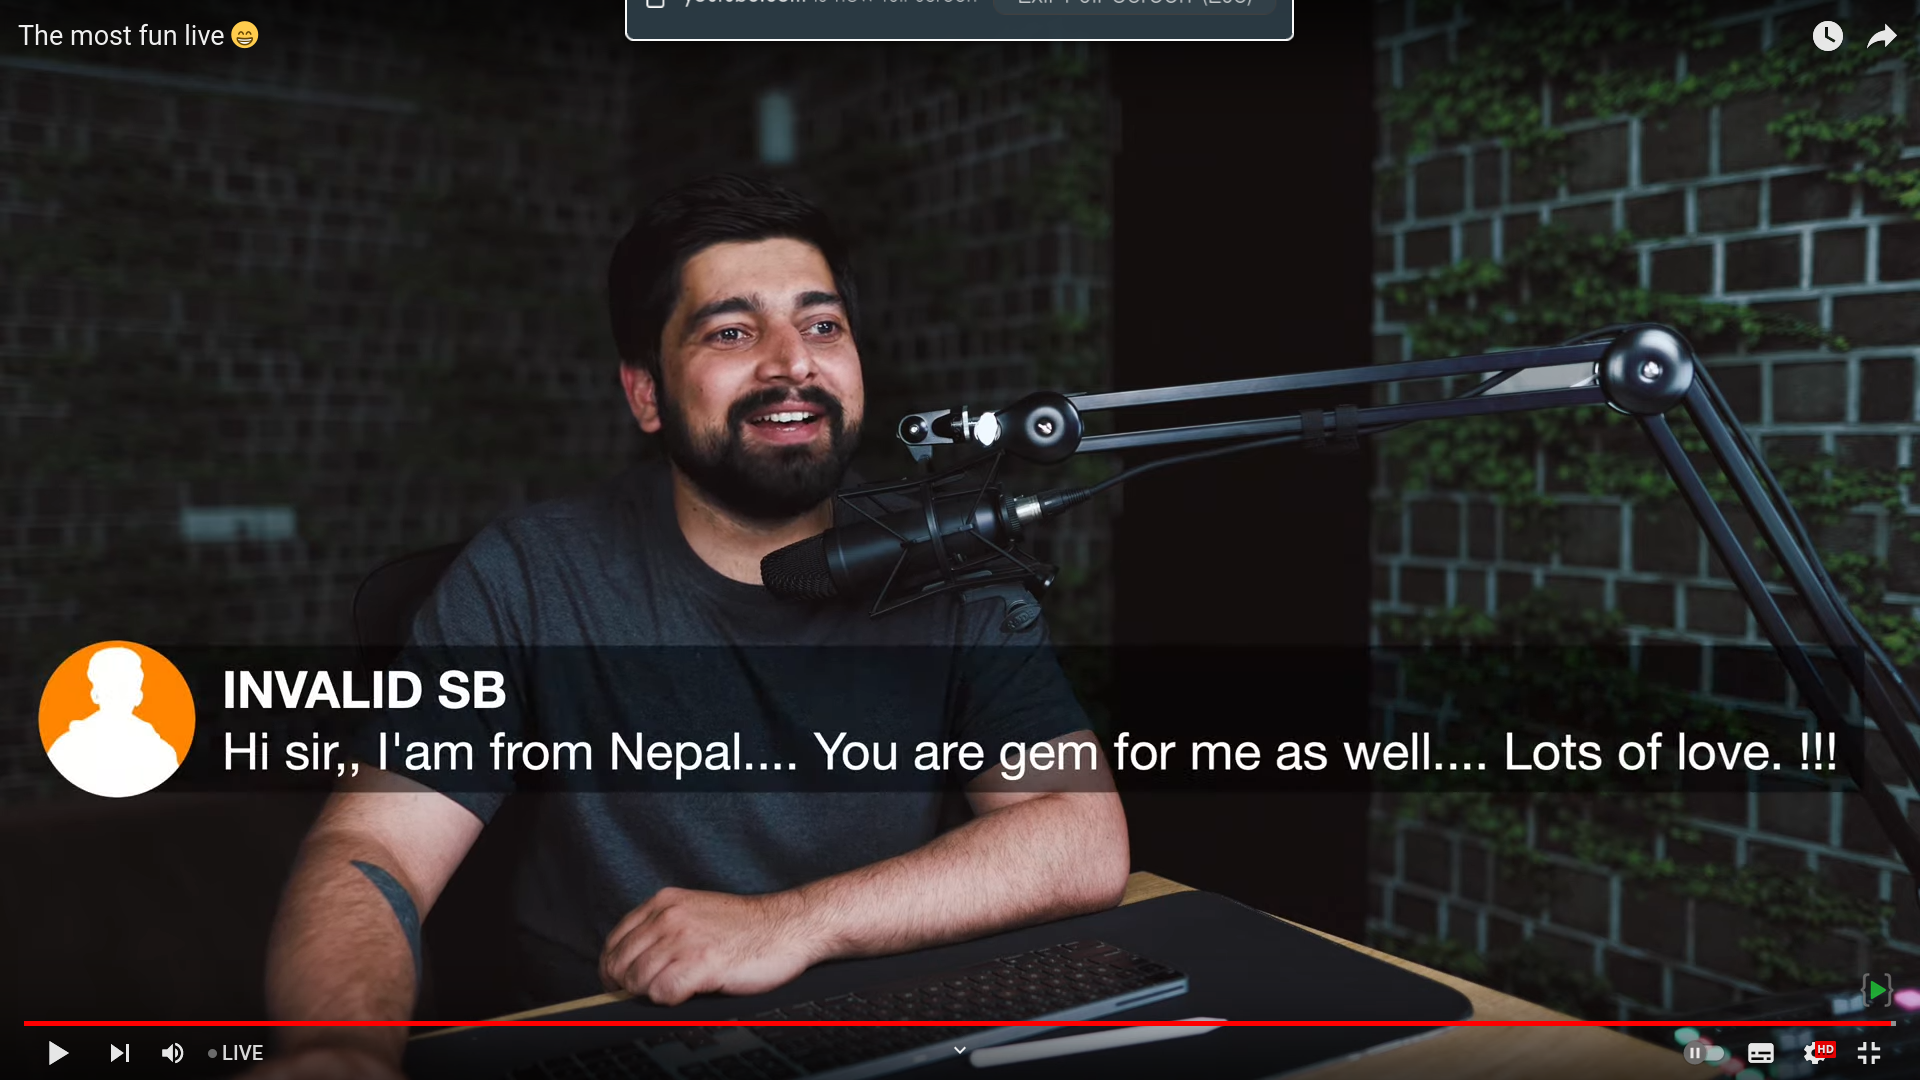 The most fun live 😁
INVALID SB
Hi sir,, I'am from Nepal.... You are gem for me as well.... Lots of love. !!!
LIVE
HD